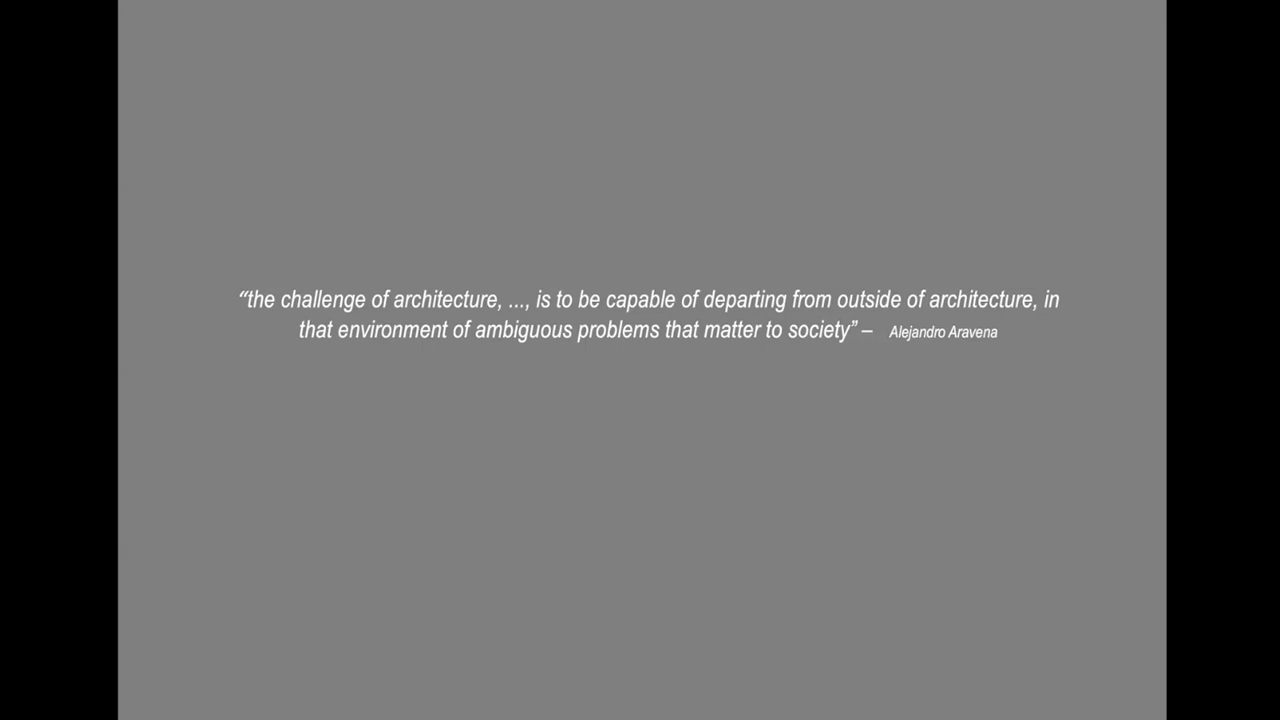 “the challenge of architecture, ..., is to be capable of departing from outside of architecture, in
that environment of ambiguous problems that matter to society” – Alejandro Aravena